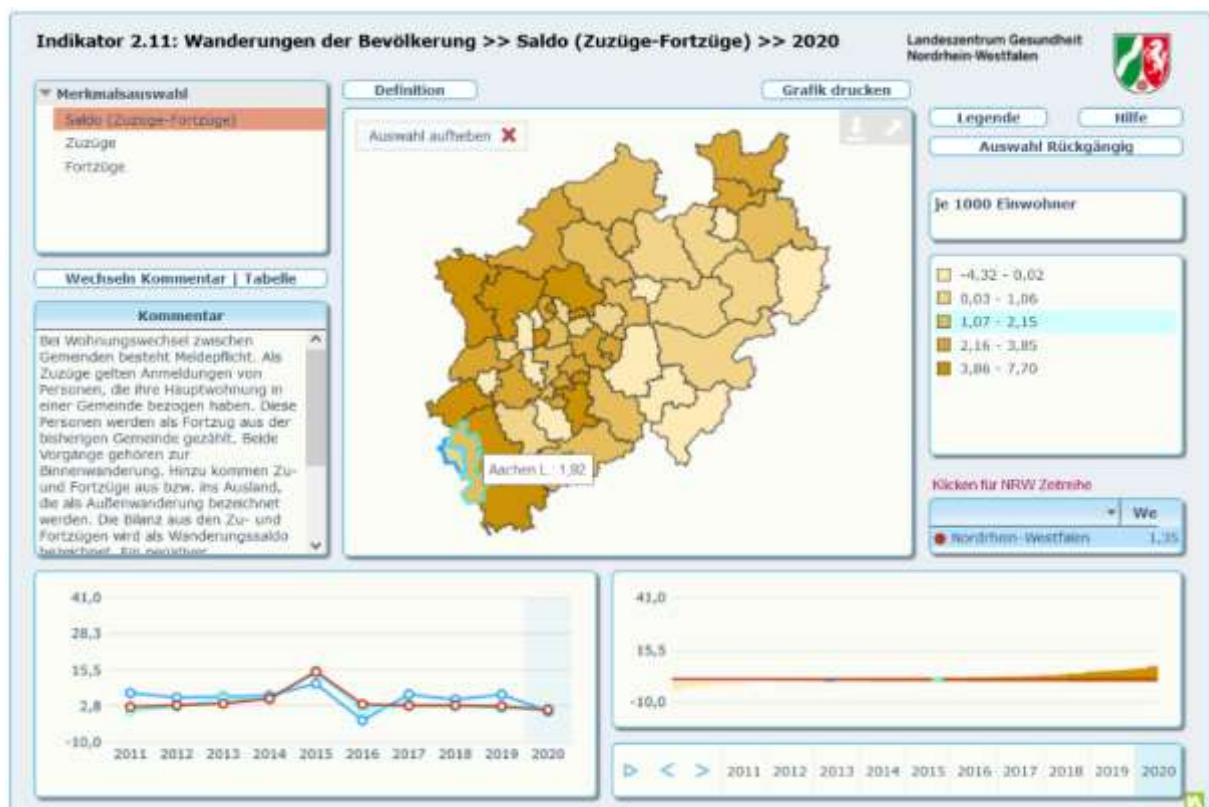 Indikator 2.11: Wanderungen der Bevölkerung >> Saldo (Zuzüge-Fortzüge) >> 2020
Landeszentrum Gesundheit
Nordrhein-Westfalen
Merkmalsauswahl
Saldo (Zuzüge-Fortzüge)
Zuzüge
Fortzüge
Definition
Grafik drucken
Auswahl aufheben
Legende
Hilfe
Auswahl Rückgängig
je 1000 Einwohner
-4,32 - 0,02
0,03 - 1,06
1,07 - 2,15
2,16 - 3,85
3,86 - 7,70
Wechseln Kommentar | Tabelle
Kommentar
Bei Wohnungswechsel zwischen
Gemeinden besteht Meldepflicht. Als
Zuzüge gelten Anmeldungen von
Personen, die ihre Hauptwohnung in
einer Gemeinde bezogen haben. Diese
Personen werden als Fortzug aus der
bisherigen Gemeinde gezählt. Beide
Vorgänge gehören zur
Binnenwanderung. Hinzu kommen Zu-
und Fortzüge aus bzw. ins Ausland,
die als Außenwanderung bezeichnet
werden. Die Bilanz aus den Zu- und
Fortzügen wird als Wanderungssaldo
bezeichnet. Ein negativer
Aachen L.: 1,92
Klicken für NRW Zeitreihe
We
Nordrhein-Westfalen 1,35
41,0
28,3
15,5
2,8
-10,0
2011 2012 2013 2014 2015 2016 2017 2018 2019 2020
41,0
15,5
-10,0
2011 2012 2013 2014 2015 2016 2017 2018 2019 2020